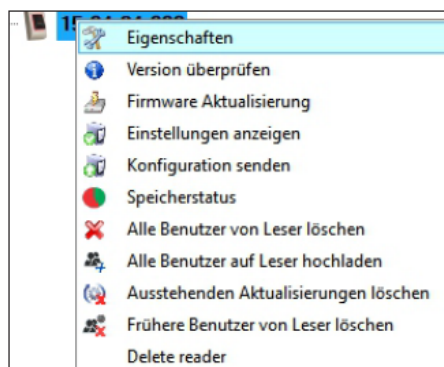 Eigenschaften
Version überprüfen
Firmware Aktualisierung
Einstellungen anzeigen
Konfiguration senden
Speicherstatus
Alle Benutzer von Leser löschen
Alle Benutzer auf Leser hochladen
Ausstehenden Aktualisierungen löschen
Frühere Benutzer von Leser löschen
Delete reader